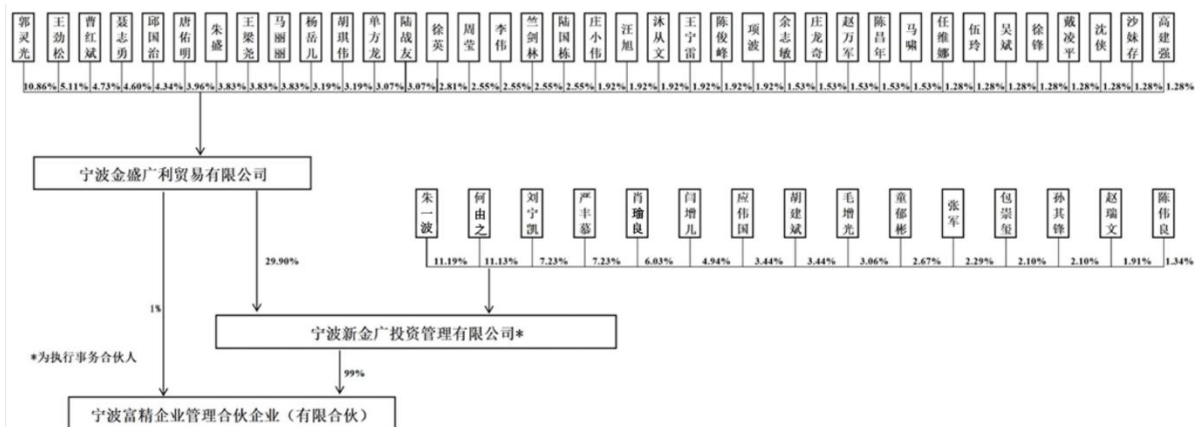 郭灵光
王劲松
曹红斌
聂志勇
邱国治
唐佑明
朱盛
王梁尧
马丽丽
杨岳儿
胡琪伟
单方龙
陆战友
徐英
周莹
李伟
竺剑林
陆国栋
庄小伟
汪旭
沐从文
王宁雷
陈俊峰
项波
余志敏
庄龙奇
赵万军
陈昌年
马啸
任维娜
伍玲
吴斌
徐锋
戴凌平
沈侠
沙妹存
高建强
10.86% 5.11% 4.73% 4.60% 4.34% 3.96% 3.83% 3.83% 3.83% 3.19% 3.19% 3.07% 3.07% 2.81% 2.55% 2.55% 2.55% 2.55% 1.92% 1.92% 1.92% 1.92% 1.92% 1.92% 1.53% 1.53% 1.53% 1.53% 1.53% 1.28% 1.28% 1.28% 1.28% 1.28% 1.28% 1.28% 1.28%
宁波金盛广利贸易有限公司
朱一波
何由之
刘宁凯
严丰慕
肖瑜良
闫增儿
应伟国
胡建斌
毛增光
童郁彬
张军
包崇玺
孙其锋
赵瑞文
陈伟良
29.90%
11.19% 11.13% 7.23% 7.23% 6.03% 4.94% 3.44% 3.44% 3.06% 2.67% 2.29% 2.10% 2.10% 1.91% 1.34%
1%
宁波新金广投资管理有限公司*
*为执行事务合伙人
99%
宁波富精企业管理合伙企业（有限合伙）